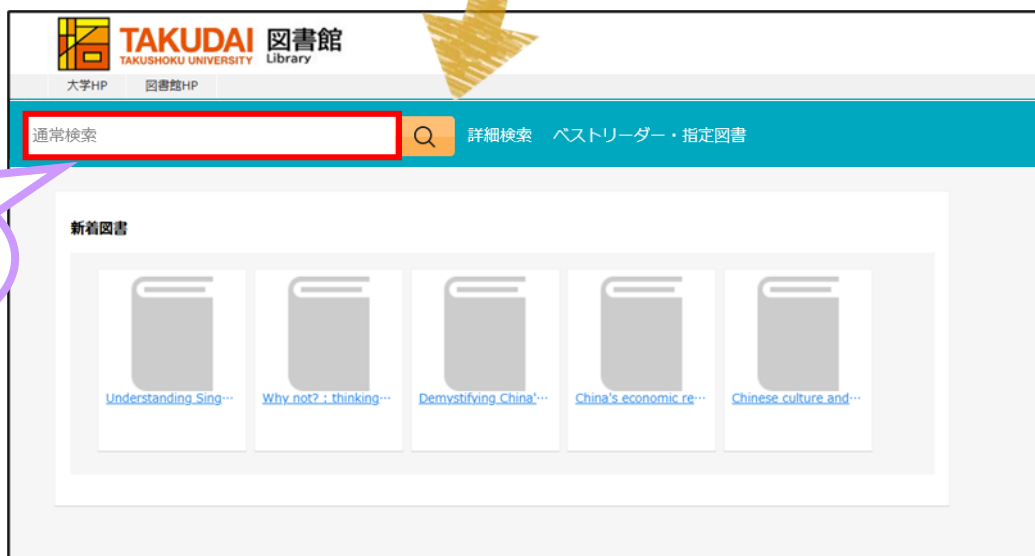 TAKUDAI 図書館
TAKUSHOKU UNIVERSITY Library
大学HP 図書館HP
通常検索 詳細検索 ベストリーダー・指定図書
新着図書
Understanding Sing… Why not? : thinking… Demystifying China'… China's economic re… Chinese culture and…